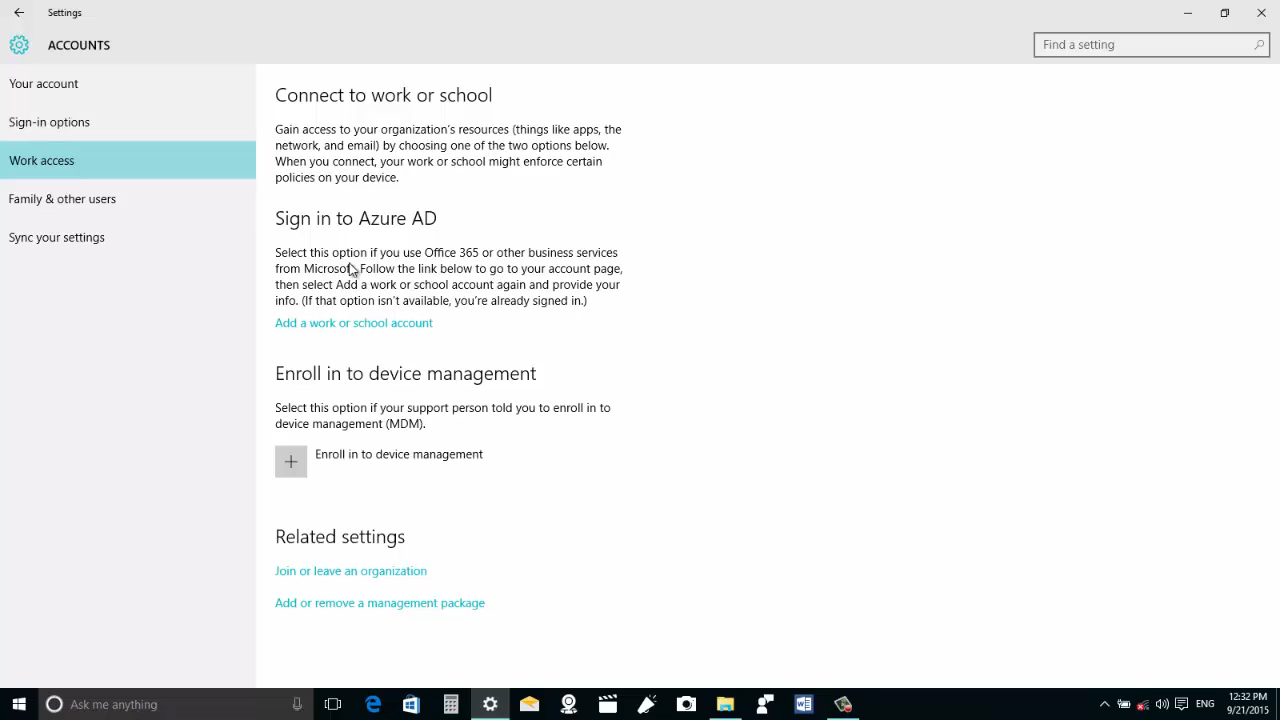 Settings
ACCOUNTS
Find a setting
Your account
Sign-in options
Work access
Family & other users
Sync your settings
Connect to work or school
Gain access to your organization's resources (things like apps, the
network, and email) by choosing one of the two options below.
When you connect, your work or school might enforce certain
policies on your device.
Sign in to Azure AD
Select this option if you use Office 365 or other business services
from Microsoft. Follow the link below to go to your account page,
then select Add a work or school account again and provide your
info. (If that option isn't available, you're already signed in.)
Add a work or school account
Enroll in to device management
Select this option if your support person told you to enroll in to
device management (MDM).
Enroll in to device management
Related settings
Join or leave an organization
Add or remove a management package
Ask me anything
ENG
12:32 PM
9/21/2015